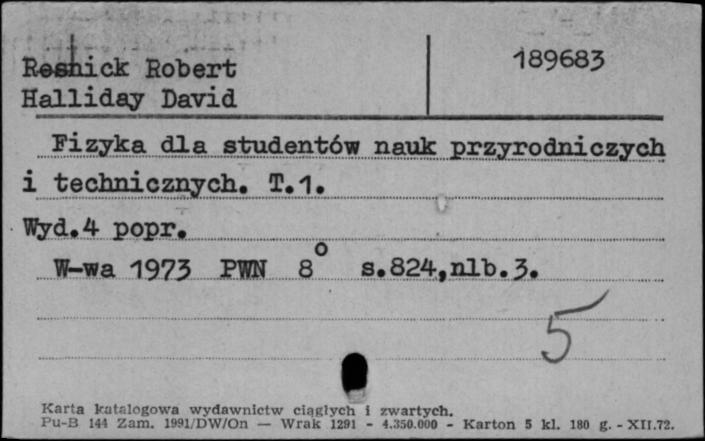 Resnick Robert 189683
Halliday David
Fizyka dla studentów nauk przyrodniczych
i technicznych. T.1.
Wyd.4 popr.
W-wa 1973 PWN 8° s.824,nlb.3.
5
Karta katalogowa wydawnictw ciągłych i zwartych.
Pu-B 144 Zam. 1991/DW/On — Wrak 1291 - 4.350.000 - Karton 5 kl. 180 g. - XII.72.